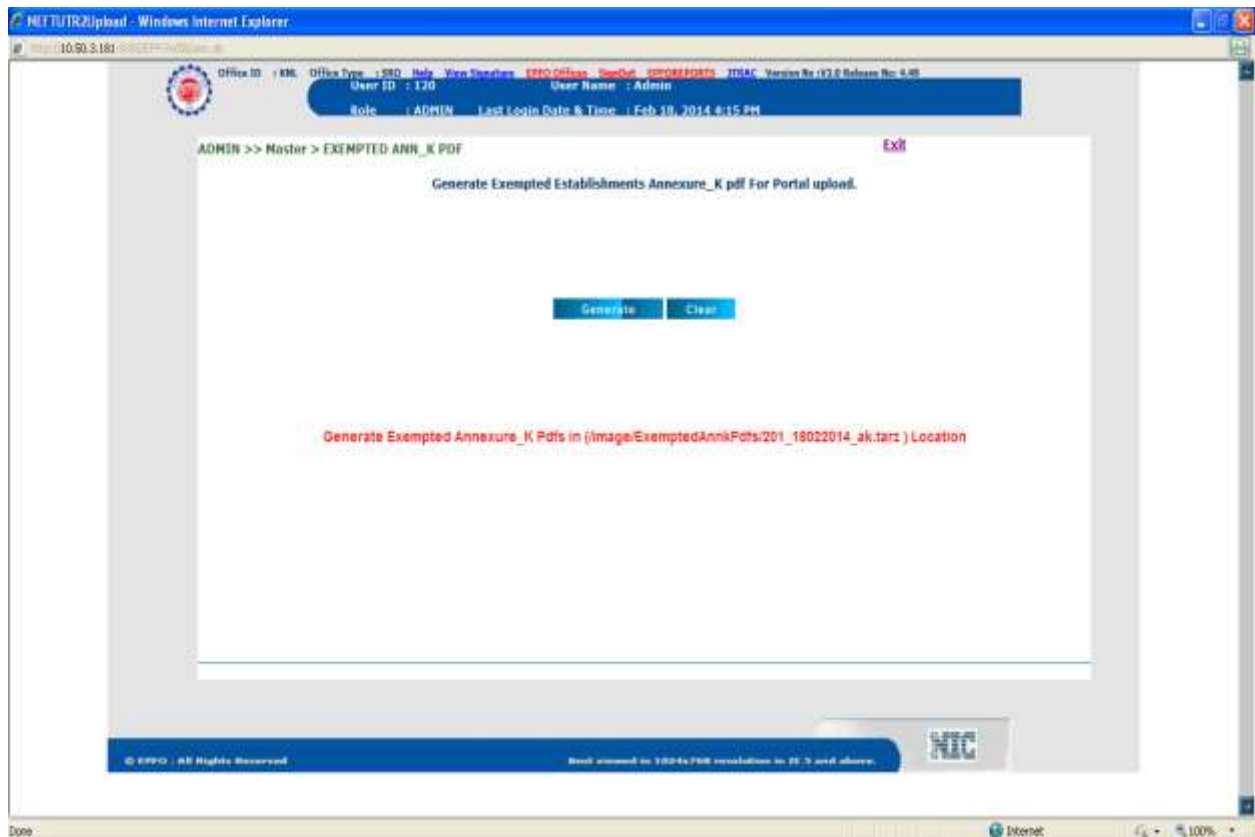 NEFTUTR2Upload - Windows Internet Explorer
10.50.3.181
Office ID : KNL Office Type : SRO Help View Signature EPFO Offices SignOut EPFOREPORTS JTRAC Version No :V2.0 Release No: 4.48
User ID : 120 User Name : Admin
Role : ADMIN Last Login Date & Time : Feb 18, 2014 4:15 PM
ADMIN >> Master > EXEMPTED ANN_K PDF Exit
Generate Exempted Establishments Annexure_K pdf For Portal upload.
Generate Clear
Generate Exempted Annexure_K Pdfs in (/image/ExemptedAnnkPdfs/201_18022014_ak.tarz ) Location
© EPFO . All Rights Reserved Best viewed in 1024x768 resolution in IE 5 and above.
NIC
Done Internet 100%